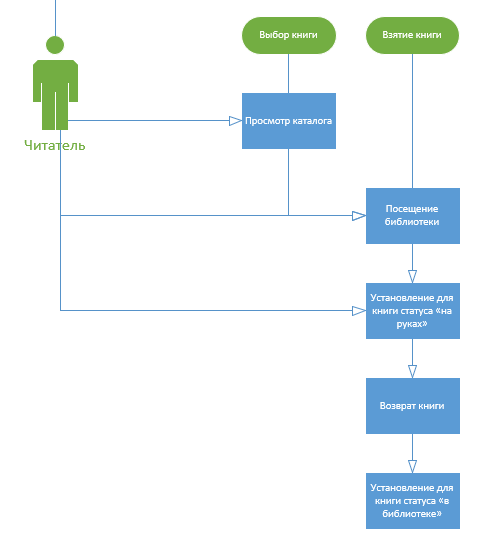 Выбор книги
Взятие книги
Просмотр каталога
Читатель
Посещение
библиотеки
Установление для
книги статуса «на
руках»
Возврат книги
Установление для
книги статуса «в
библиотеке»